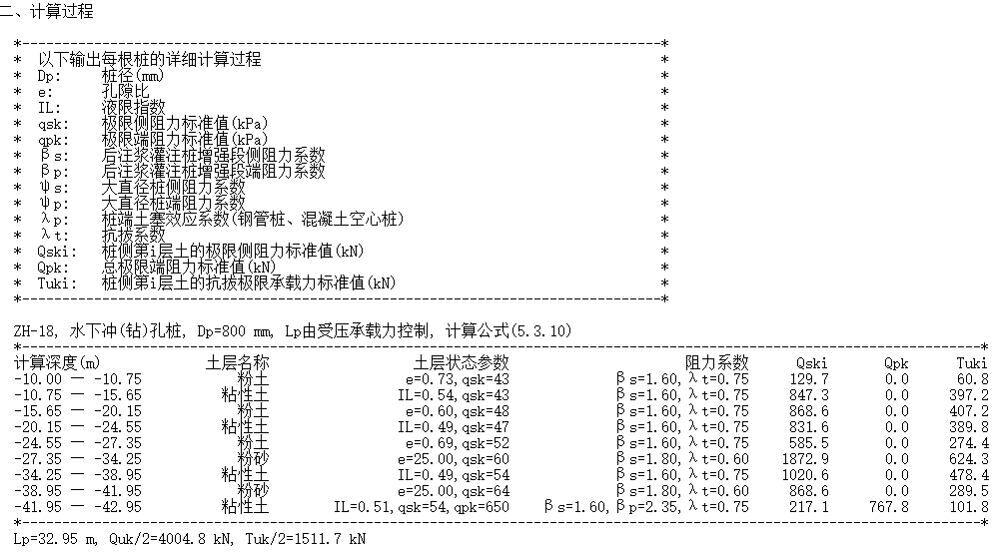 二、计算过程
*--------------------------------------------------------------------------------*
* 以下输出每根桩的详细计算过程 *
* Dp: 桩径(mm) *
* e: 孔隙比 *
* IL: 液限指数 *
* qsk: 极限侧阻力标准值(kPa) *
* qpk: 极限端阻力标准值(kPa) *
* βs: 后注浆灌注桩增强段侧阻力系数 *
* βp: 后注浆灌注桩增强段端阻力系数 *
* ψs: 大直径桩侧阻力系数 *
* ψp: 大直径桩端阻力系数 *
* λp: 桩端土塞效应系数(钢管桩、混凝土空心桩) *
* λt: 抗拔系数 *
* Qski: 桩侧第i层土的极限侧阻力标准值(kN) *
* Qpk: 总极限端阻力标准值(kN) *
* Tuki: 桩侧第i层土的抗拔极限承载力标准值(kN) *
*--------------------------------------------------------------------------------*
ZH-18, 水下冲(钻)孔桩, Dp=800 mm, Lp由受压承载力控制, 计算公式(5.3.10)
*------------------------------------------------------------------------------------------------------------------------*
计算深度(m) 土层名称 土层状态参数 阻力系数 Qski Qpk Tuki
-10.00 — -10.75 粉土 e=0.73,qsk=43 βs=1.60,λt=0.75 129.7 0.0 60.8
-10.75 — -15.65 粘性土 IL=0.54,qsk=43 βs=1.60,λt=0.75 847.3 0.0 397.2
-15.65 — -20.15 粉土 e=0.60,qsk=48 βs=1.60,λt=0.75 868.6 0.0 407.2
-20.15 — -24.55 粘性土 IL=0.49,qsk=47 βs=1.60,λt=0.75 831.6 0.0 389.8
-24.55 — -27.35 粉土 e=0.69,qsk=52 βs=1.60,λt=0.75 585.5 0.0 274.4
-27.35 — -34.25 粉砂 e=25.00,qsk=60 βs=1.80,λt=0.60 1872.9 0.0 624.3
-34.25 — -38.95 粘性土 IL=0.49,qsk=54 βs=1.60,λt=0.75 1020.6 0.0 478.4
-38.95 — -41.95 粉砂 e=25.00,qsk=64 βs=1.80,λt=0.60 868.6 0.0 289.5
-41.95 — -42.95 粘性土 IL=0.51,qsk=54,qpk=650 βs=1.60,βp=2.35,λt=0.75 217.1 767.8 101.8
*------------------------------------------------------------------------------------------------------------------------*
Lp=32.95 m, Quk/2=4004.8 kN, Tuk/2=1511.7 kN